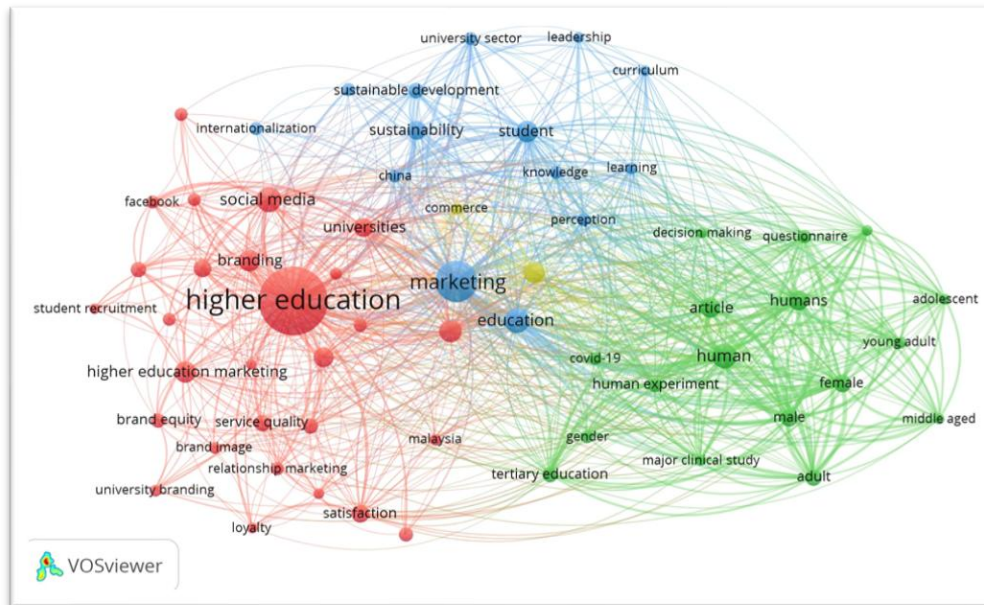 university sector
leadership
curriculum
sustainable development
internationalization
sustainability
student
china
knowledge
learning
facebook
social media
commerce
universities
perception
decision making
questionnaire
branding
marketing
higher education
student recruitment
education
article
humans
adolescent
young adult
covid-19
human
higher education marketing
human experiment
female
brand equity
service quality
male
middle aged
brand image
malaysia
gender
relationship marketing
tertiary education
major clinical study
adult
university branding
loyalty
satisfaction
VOSviewer